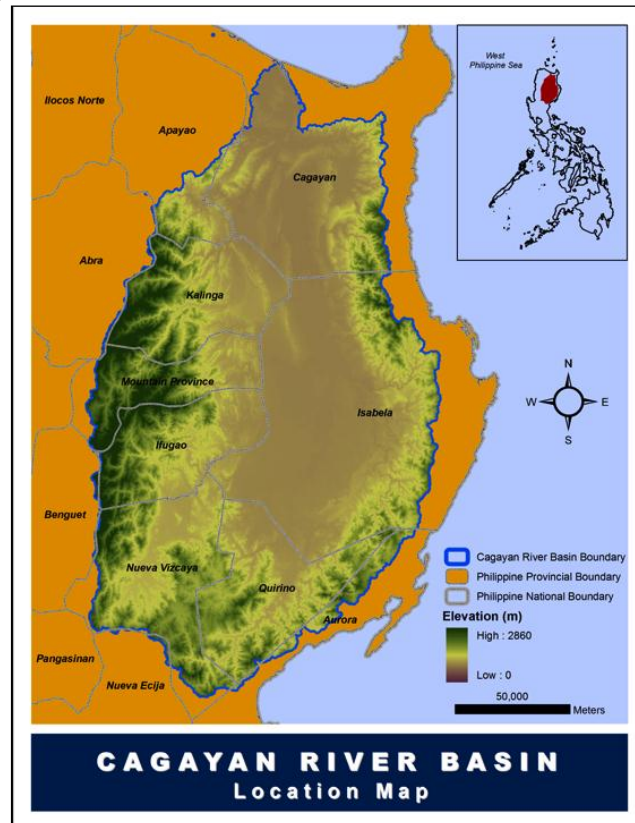 West
Philippine Sea
Ilocos Norte
Apayao
Cagayan
Abra
Kalinga
Mountain Province
N
W E
S
Isabela
Ifugao
Benguet
Nueva Vizcaya
Quirino
Aurora
Pangasinan
Nueva Ecija
Cagayan River Basin Boundary
Philippine Provincial Boundary
Philippine National Boundary
Elevation (m)
High : 2860
Low : 0
50,000
Meters
CAGAYAN RIVER BASIN
Location Map